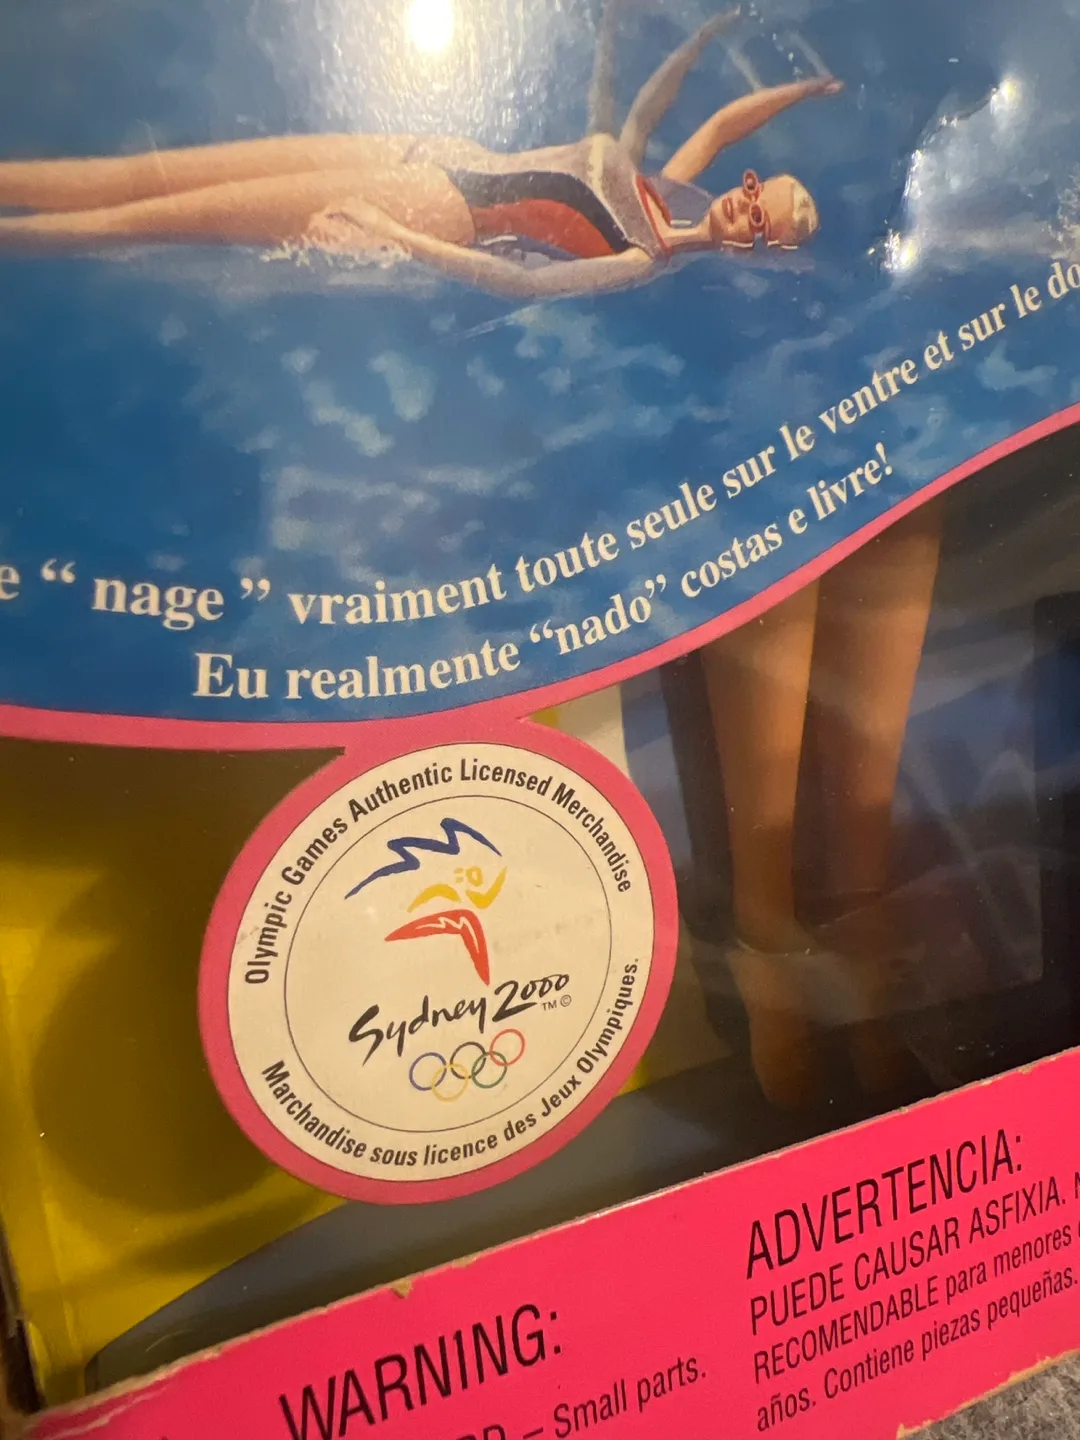 “ nage ” vraiment toute seule sur le ventre et sur le
Eu realmente “nado” costas e livre!
Olympic Games Authentic Licensed Merchandise
Sydney 2000
TM ©
Marchandise sous licence des Jeux Olympiques.
WARNING:
– Small parts.
ADVERTENCIA:
PUEDE CAUSAR ASFIXIA.
RECOMENDABLE para menores
años. Contiene piezas pequeñas.